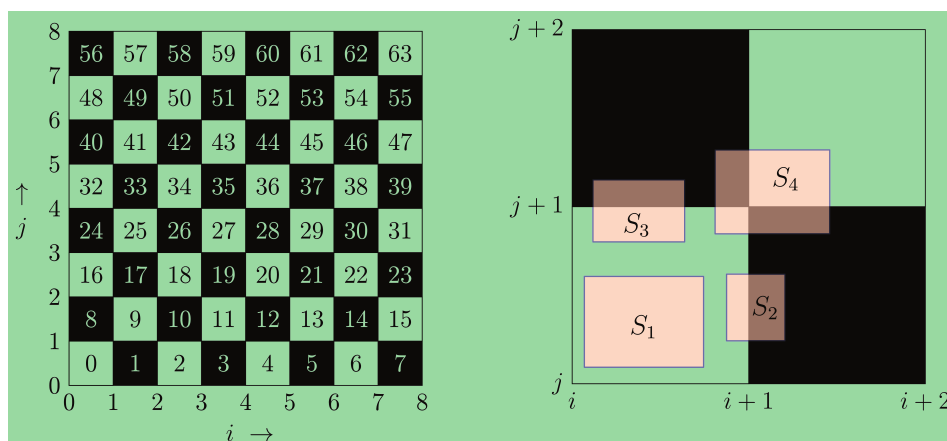 8
56 57 58 59 60 61 62 63
7
48 49 50 51 52 53 54 55
6
40 41 42 43 44 45 46 47
5
32 33 34 35 36 37 38 39
4
24 25 26 27 28 29 30 31
3
16 17 18 19 20 21 22 23
2
8 9 10 11 12 13 14 15
1
0 1 2 3 4 5 6 7
0
0 1 2 3 4 5 6 7 8
↑
j
i →
j + 2
S4
j + 1
S3
S2
S1
j
i i + 1 i + 2